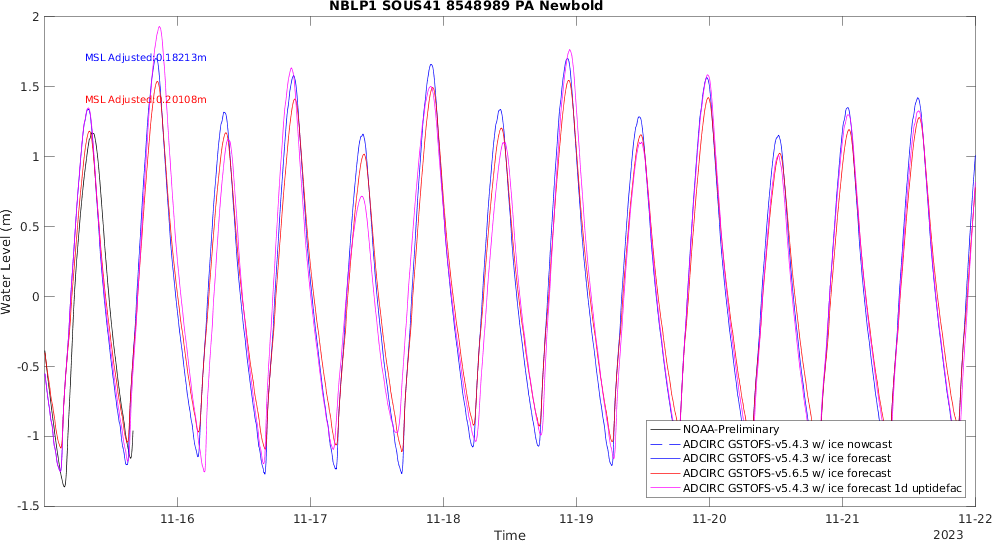 NBLP1 SOUS41 8548989 PA Newbold
MSL Adjusted:0.18213m
MSL Adjusted:0.20108m
2
1.5
1
0.5
0
-0.5
-1
-1.5
Water Level (m)
11-16
11-17
11-18
11-19
11-20
11-21
11-22
Time
2023
NOAA-Preliminary
ADCIRC GSTOFS-v5.4.3 w/ ice nowcast
ADCIRC GSTOFS-v5.4.3 w/ ice forecast
ADCIRC GSTOFS-v5.6.5 w/ ice forecast
ADCIRC GSTOFS-v5.4.3 w/ ice forecast 1d uptidefac